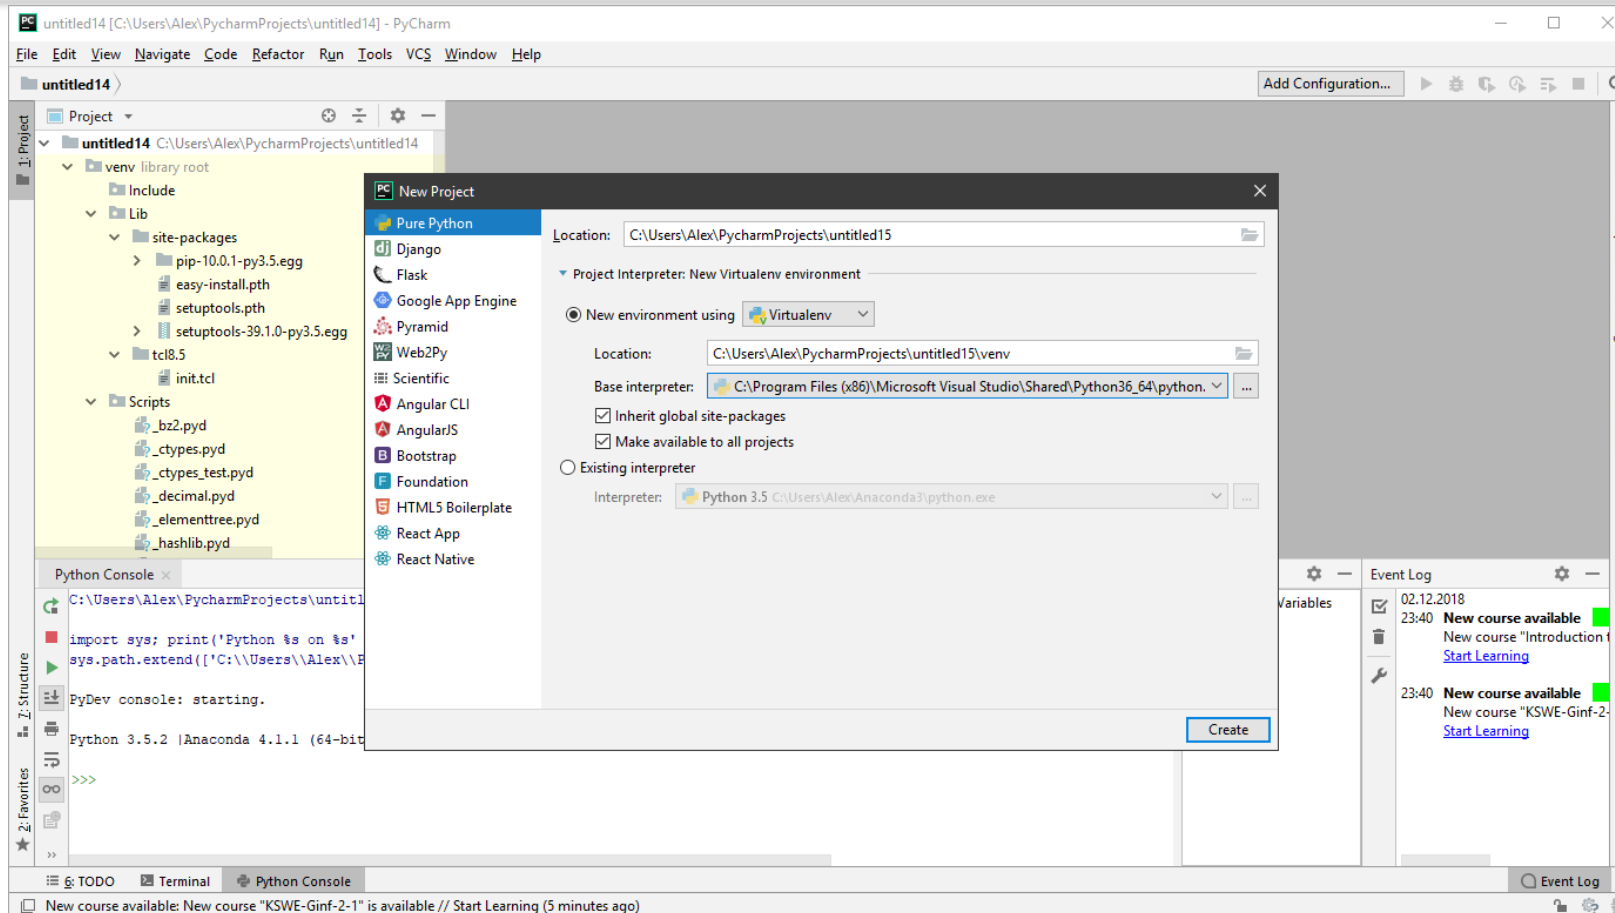 untitled14 [C:\Users\Alex\PycharmProjects\untitled14] - PyCharm
File Edit View Navigate Code Refactor Run Tools VCS Window Help
untitled14
Add Configuration...
1: Project
Project
untitled14 C:\Users\Alex\PycharmProjects\untitled14
venv library root
Include
Lib
site-packages
pip-10.0.1-py3.5.egg
easy-install.pth
setuptools.pth
setuptools-39.1.0-py3.5.egg
tcl8.5
init.tcl
Scripts
_bz2.pyd
_ctypes.pyd
_ctypes_test.pyd
_decimal.pyd
_elementtree.pyd
_hashlib.pyd
New Project
Pure Python
Django
Flask
Google App Engine
Pyramid
Web2Py
Scientific
Angular CLI
AngularJS
Bootstrap
Foundation
HTML5 Boilerplate
React App
React Native
Location: C:\Users\Alex\PycharmProjects\untitled15
Project Interpreter: New Virtualenv environment
New environment using Virtualenv
Location: C:\Users\Alex\PycharmProjects\untitled15\venv
Base interpreter: C:\Program Files (x86)\Microsoft Visual Studio\Shared\Python36_64\python. ...
Inherit global site-packages
Make available to all projects
Existing interpreter
Interpreter: Python 3.5 C:\Users\Alex\Anaconda3\python.exe ...
Create
Python Console
C:\Users\Alex\PycharmProjects\untitl
import sys; print('Python %s on %s'
sys.path.extend(['C:\\Users\\Alex\\P
PyDev console: starting.
Python 3.5.2 |Anaconda 4.1.1 (64-bit
>>>
Variables
Event Log
02.12.2018
23:40 New course available
New course "Introduction
Start Learning
23:40 New course available
New course "KSWE-Ginf-2-
Start Learning
7: Structure
2: Favorites
6: TODO Terminal Python Console
Event Log
New course available: New course "KSWE-Ginf-2-1" is available // Start Learning (5 minutes ago)